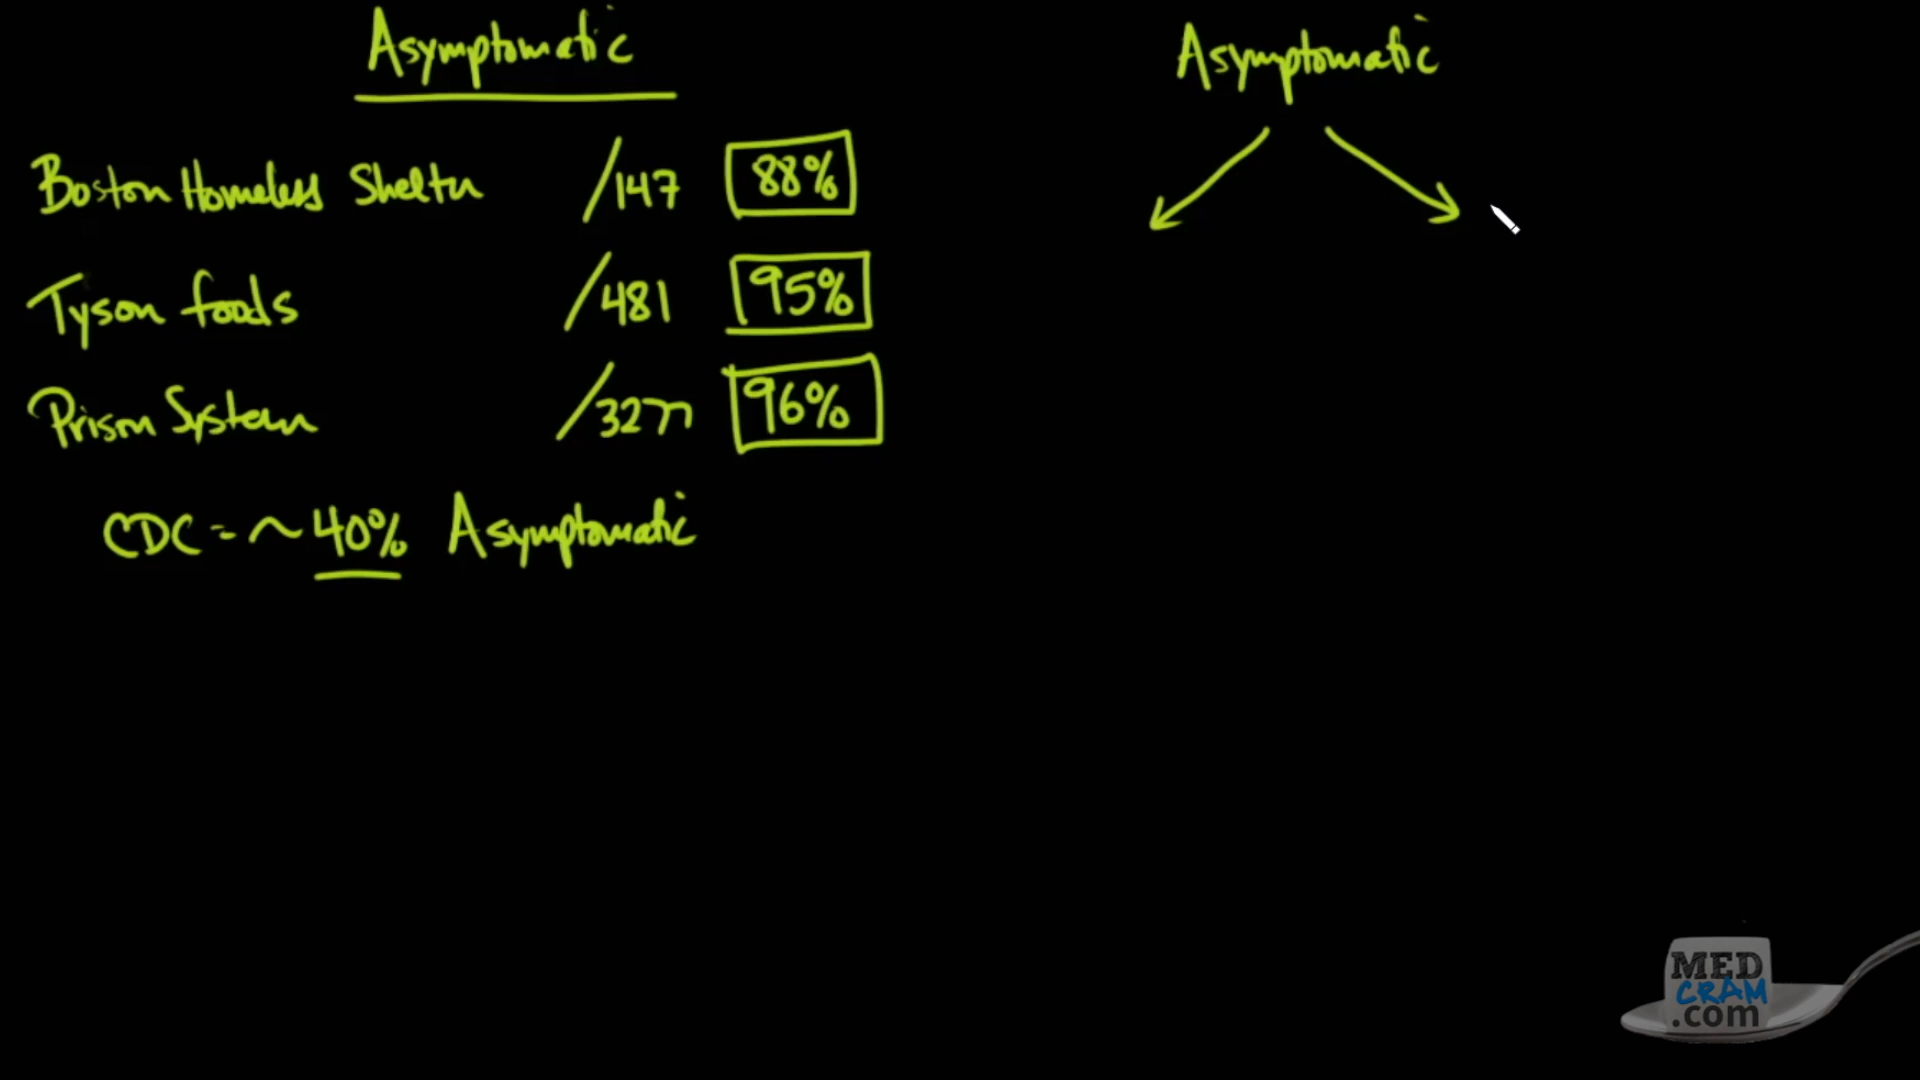 Asymptomatic
Boston Homeless Shelter /147 88%
Tyson foods /481 95%
Prison System /3277 96%
CDC = ~40% Asymptomatic
Asymptomatic
MED
CRAM
.com